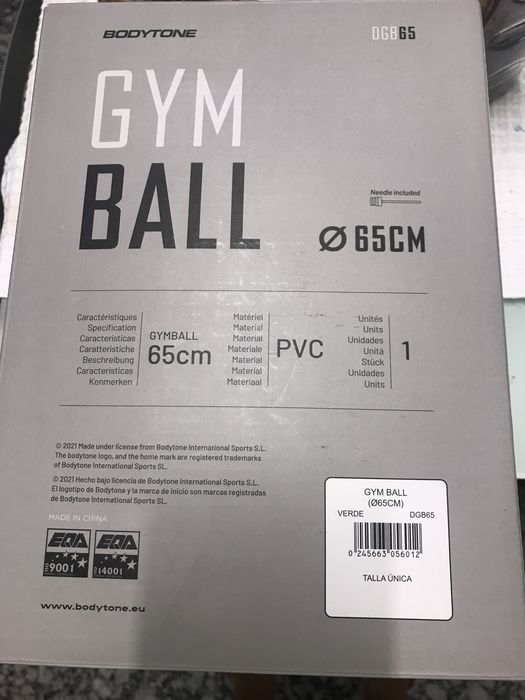 BODYTONE
DGB65
GYM
BALL
Needle included
Ø 65CM
Caractéristiques
Specification
Características
Caratteristiche
Beschreibung
Características
Kenmerken
GYMBALL
65cm
Matériel
Material
Material
Materiale
Material
Material
Materiaal
PVC
Unités
Units
Unidades
Unità
Stück
Unidades
Units
1
© 2021 Made under license from Bodytone International Sports S.L.
The bodytone logo, and the home mark are registered trademarks
of Bodytone International Sports SL.
© 2021 Hecho bajo licencia de Bodytone International Sports S.L.
El logotipo de Bodytone y la marca de inicio son marcas registradas
de Bodytone International Sports SL.
MADE IN CHINA
EQA
ISO 9001
EQA
ISO 14001
www.bodytone.eu
GYM BALL
(Ø65CM)
VERDE DGB65
0 245663 056012
TALLA ÚNICA